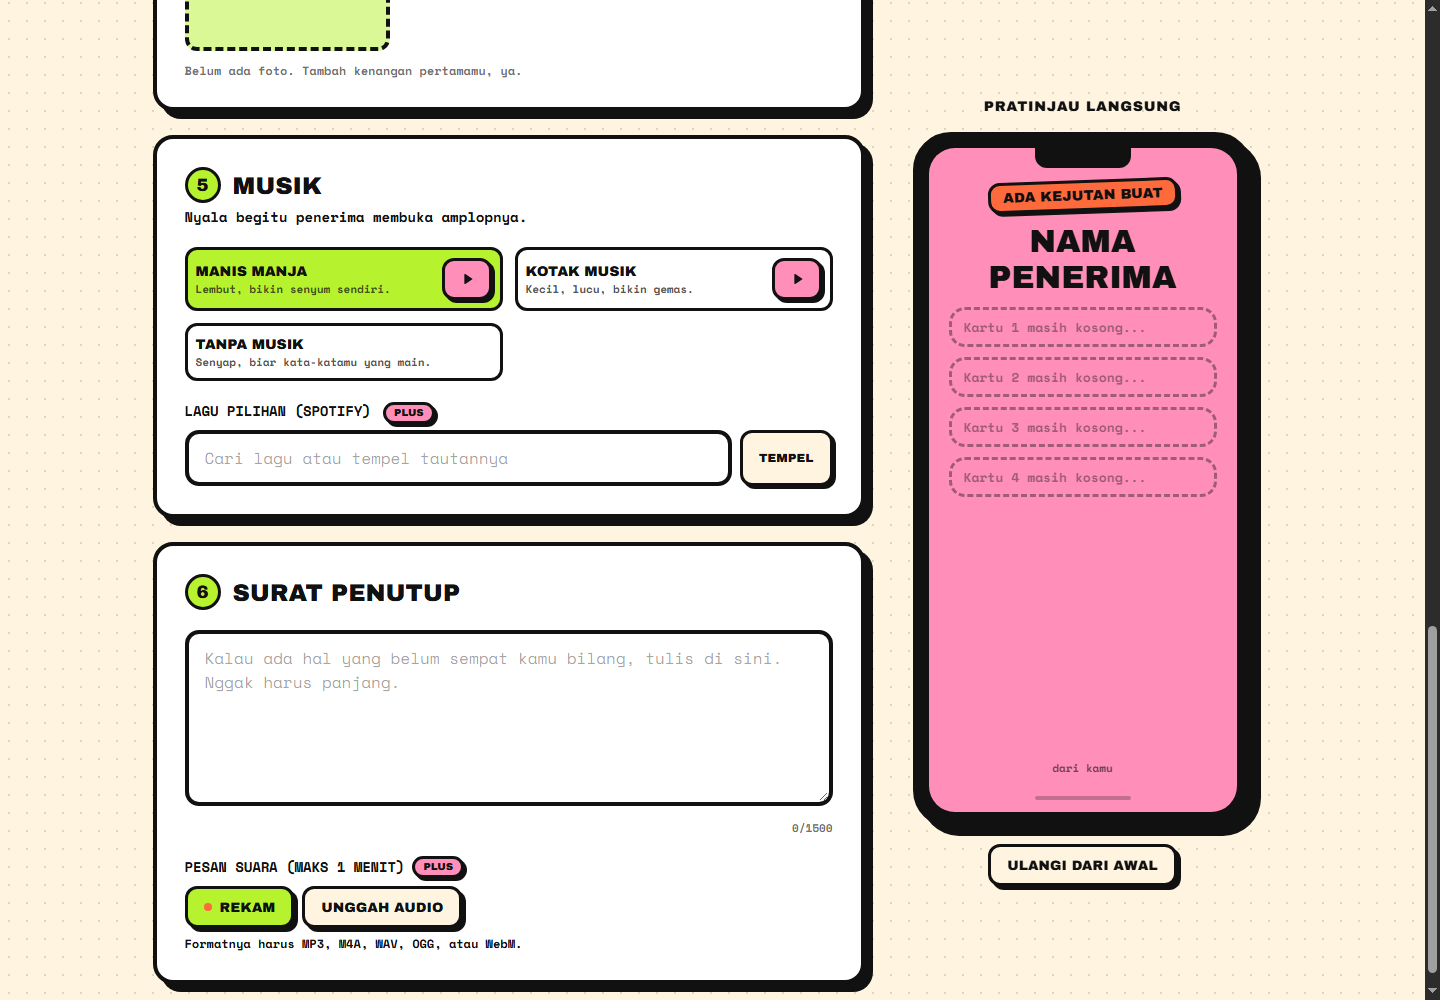 Belum ada foto. Tambah kenangan pertamamu, ya.
5 MUSIK
Nyala begitu penerima membuka amplopnya.
MANIS MANJA
Lembut, bikin senyum sendiri.
KOTAK MUSIK
Kecil, lucu, bikin gemas.
TANPA MUSIK
Senyap, biar kata-katamu yang main.
LAGU PILIHAN (SPOTIFY) PLUS
Cari lagu atau tempel tautannya
TEMPEL
6 SURAT PENUTUP
Kalau ada hal yang belum sempat kamu bilang, tulis di sini.
Nggak harus panjang.
0/1500
PESAN SUARA (MAKS 1 MENIT) PLUS
REKAM
UNGGAH AUDIO
Formatnya harus MP3, M4A, WAV, OGG, atau WebM.
PRATINJAU LANGSUNG
ADA KEJUTAN BUAT
NAMA
PENERIMA
Kartu 1 masih kosong...
Kartu 2 masih kosong...
Kartu 3 masih kosong...
Kartu 4 masih kosong...
dari kamu
ULANGI DARI AWAL